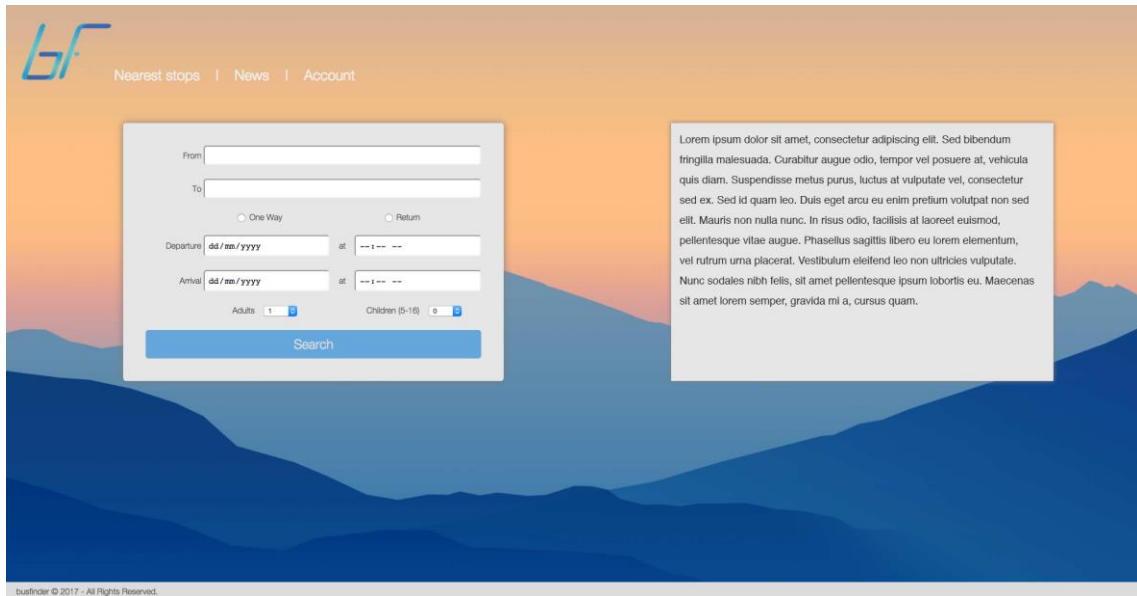 bF
Nearest stops | News | Account
From
To
One Way Return
Departure dd/mm/yyyy at --:-- --
Arrival dd/mm/yyyy at --:-- --
Adults 1 Children (5-16) 0
Search
Lorem ipsum dolor sit amet, consectetur adipiscing elit. Sed bibendum
fringilla malesuada. Curabitur augue odio, tempor vel posuere at, vehicula
quis diam. Suspendisse metus purus, luctus at vulputate vel, consectetur
sed ex. Sed id quam leo. Duis eget arcu eu enim pretium volutpat non sed
elit. Mauris non nulla nunc. In risus odio, facilisis at laoreet euismod,
pellentesque vitae augue. Phasellus sagittis libero eu lorem elementum,
vel rutrum urna placerat. Vestibulum eleifend leo non ultricies vulputate.
Nunc sodales nibh felis, sit amet pellentesque ipsum lobortis eu. Maecenas
sit amet lorem semper, gravida mi a, cursus quam.
busfinder © 2017 - All Rights Reserved.